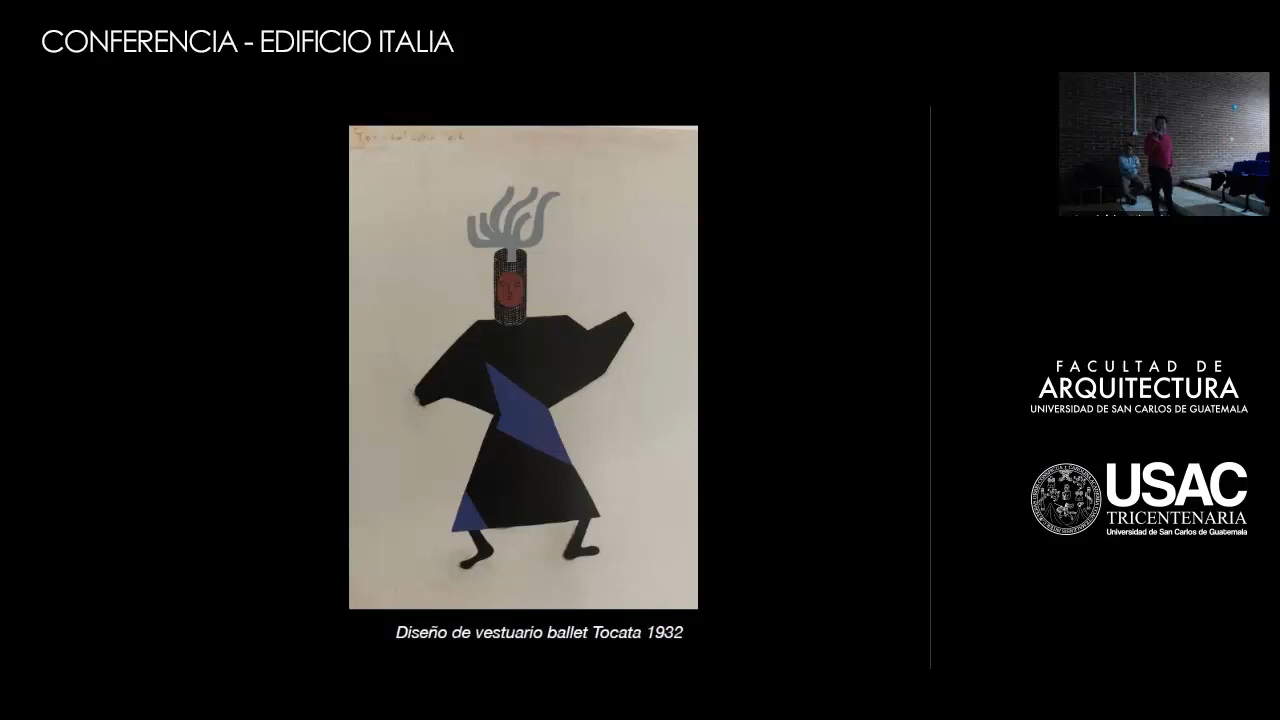 CONFERENCIA - EDIFICIO ITALIA
Diseño de vestuario ballet Tocata 1932
FACULTAD DE
ARQUITECTURA
UNIVERSIDAD DE SAN CARLOS DE GUATEMALA
USAC
TRICENTENARIA
Universidad de San Carlos de Guatemala